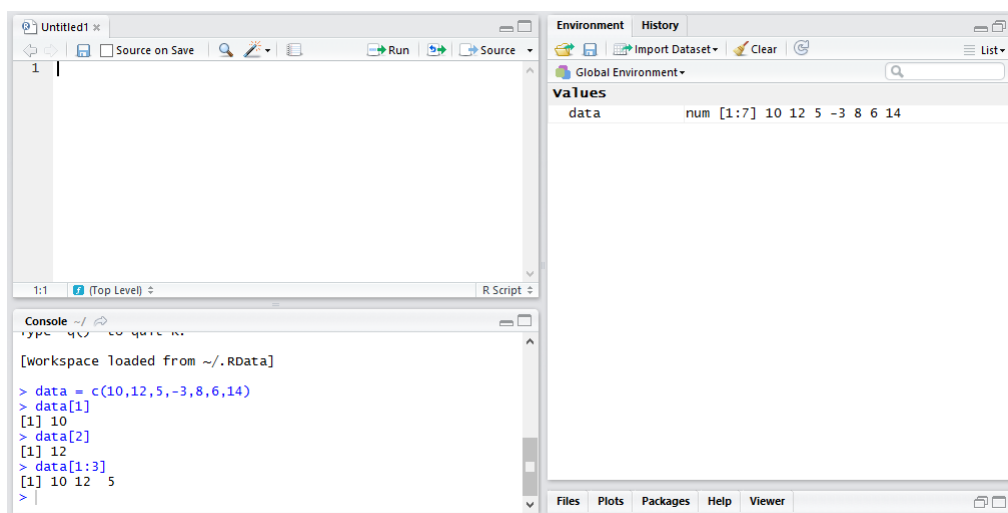 Untitled1
Source on Save Run Source
1
1:1 (Top Level) R Script
Console ~/
[Workspace loaded from ~/.RData]
> data = c(10,12,5,-3,8,6,14)
> data[1]
[1] 10
> data[2]
[1] 12
> data[1:3]
[1] 10 12  5
>
Environment History
Import Dataset Clear List
Global Environment
Values
data num [1:7] 10 12 5 -3 8 6 14
Files Plots Packages Help Viewer